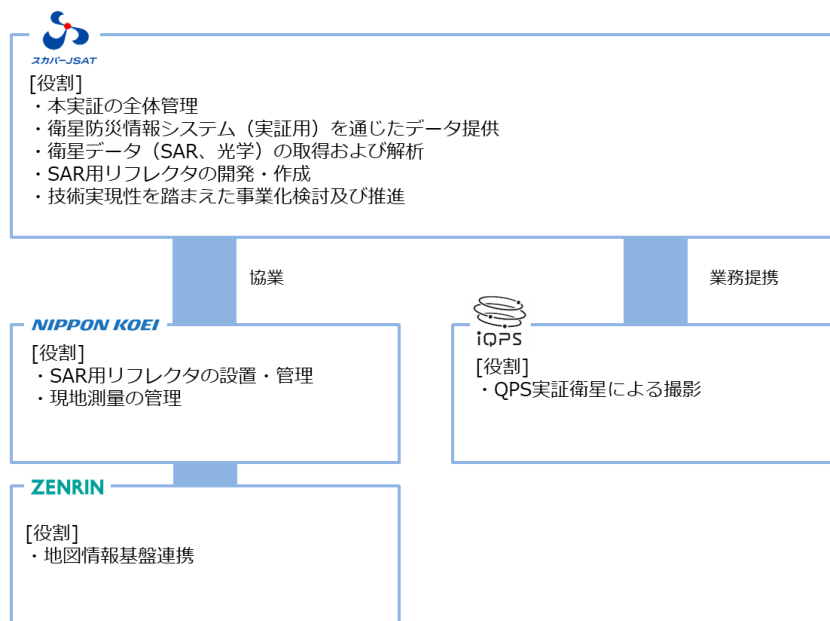 スカパーJSAT
[役割]
・本実証の全体管理
・衛星防災情報システム（実証用）を通じたデータ提供
・衛星データ（SAR、光学）の取得および解析
・SAR用リフレクタの開発・作成
・技術実現性を踏まえた事業化検討及び推進
協業
業務提携
NIPPON KOEI
[役割]
・SAR用リフレクタの設置・管理
・現地測量の管理
iQPS
[役割]
・QPS実証衛星による撮影
ZENRIN
[役割]
・地図情報基盤連携